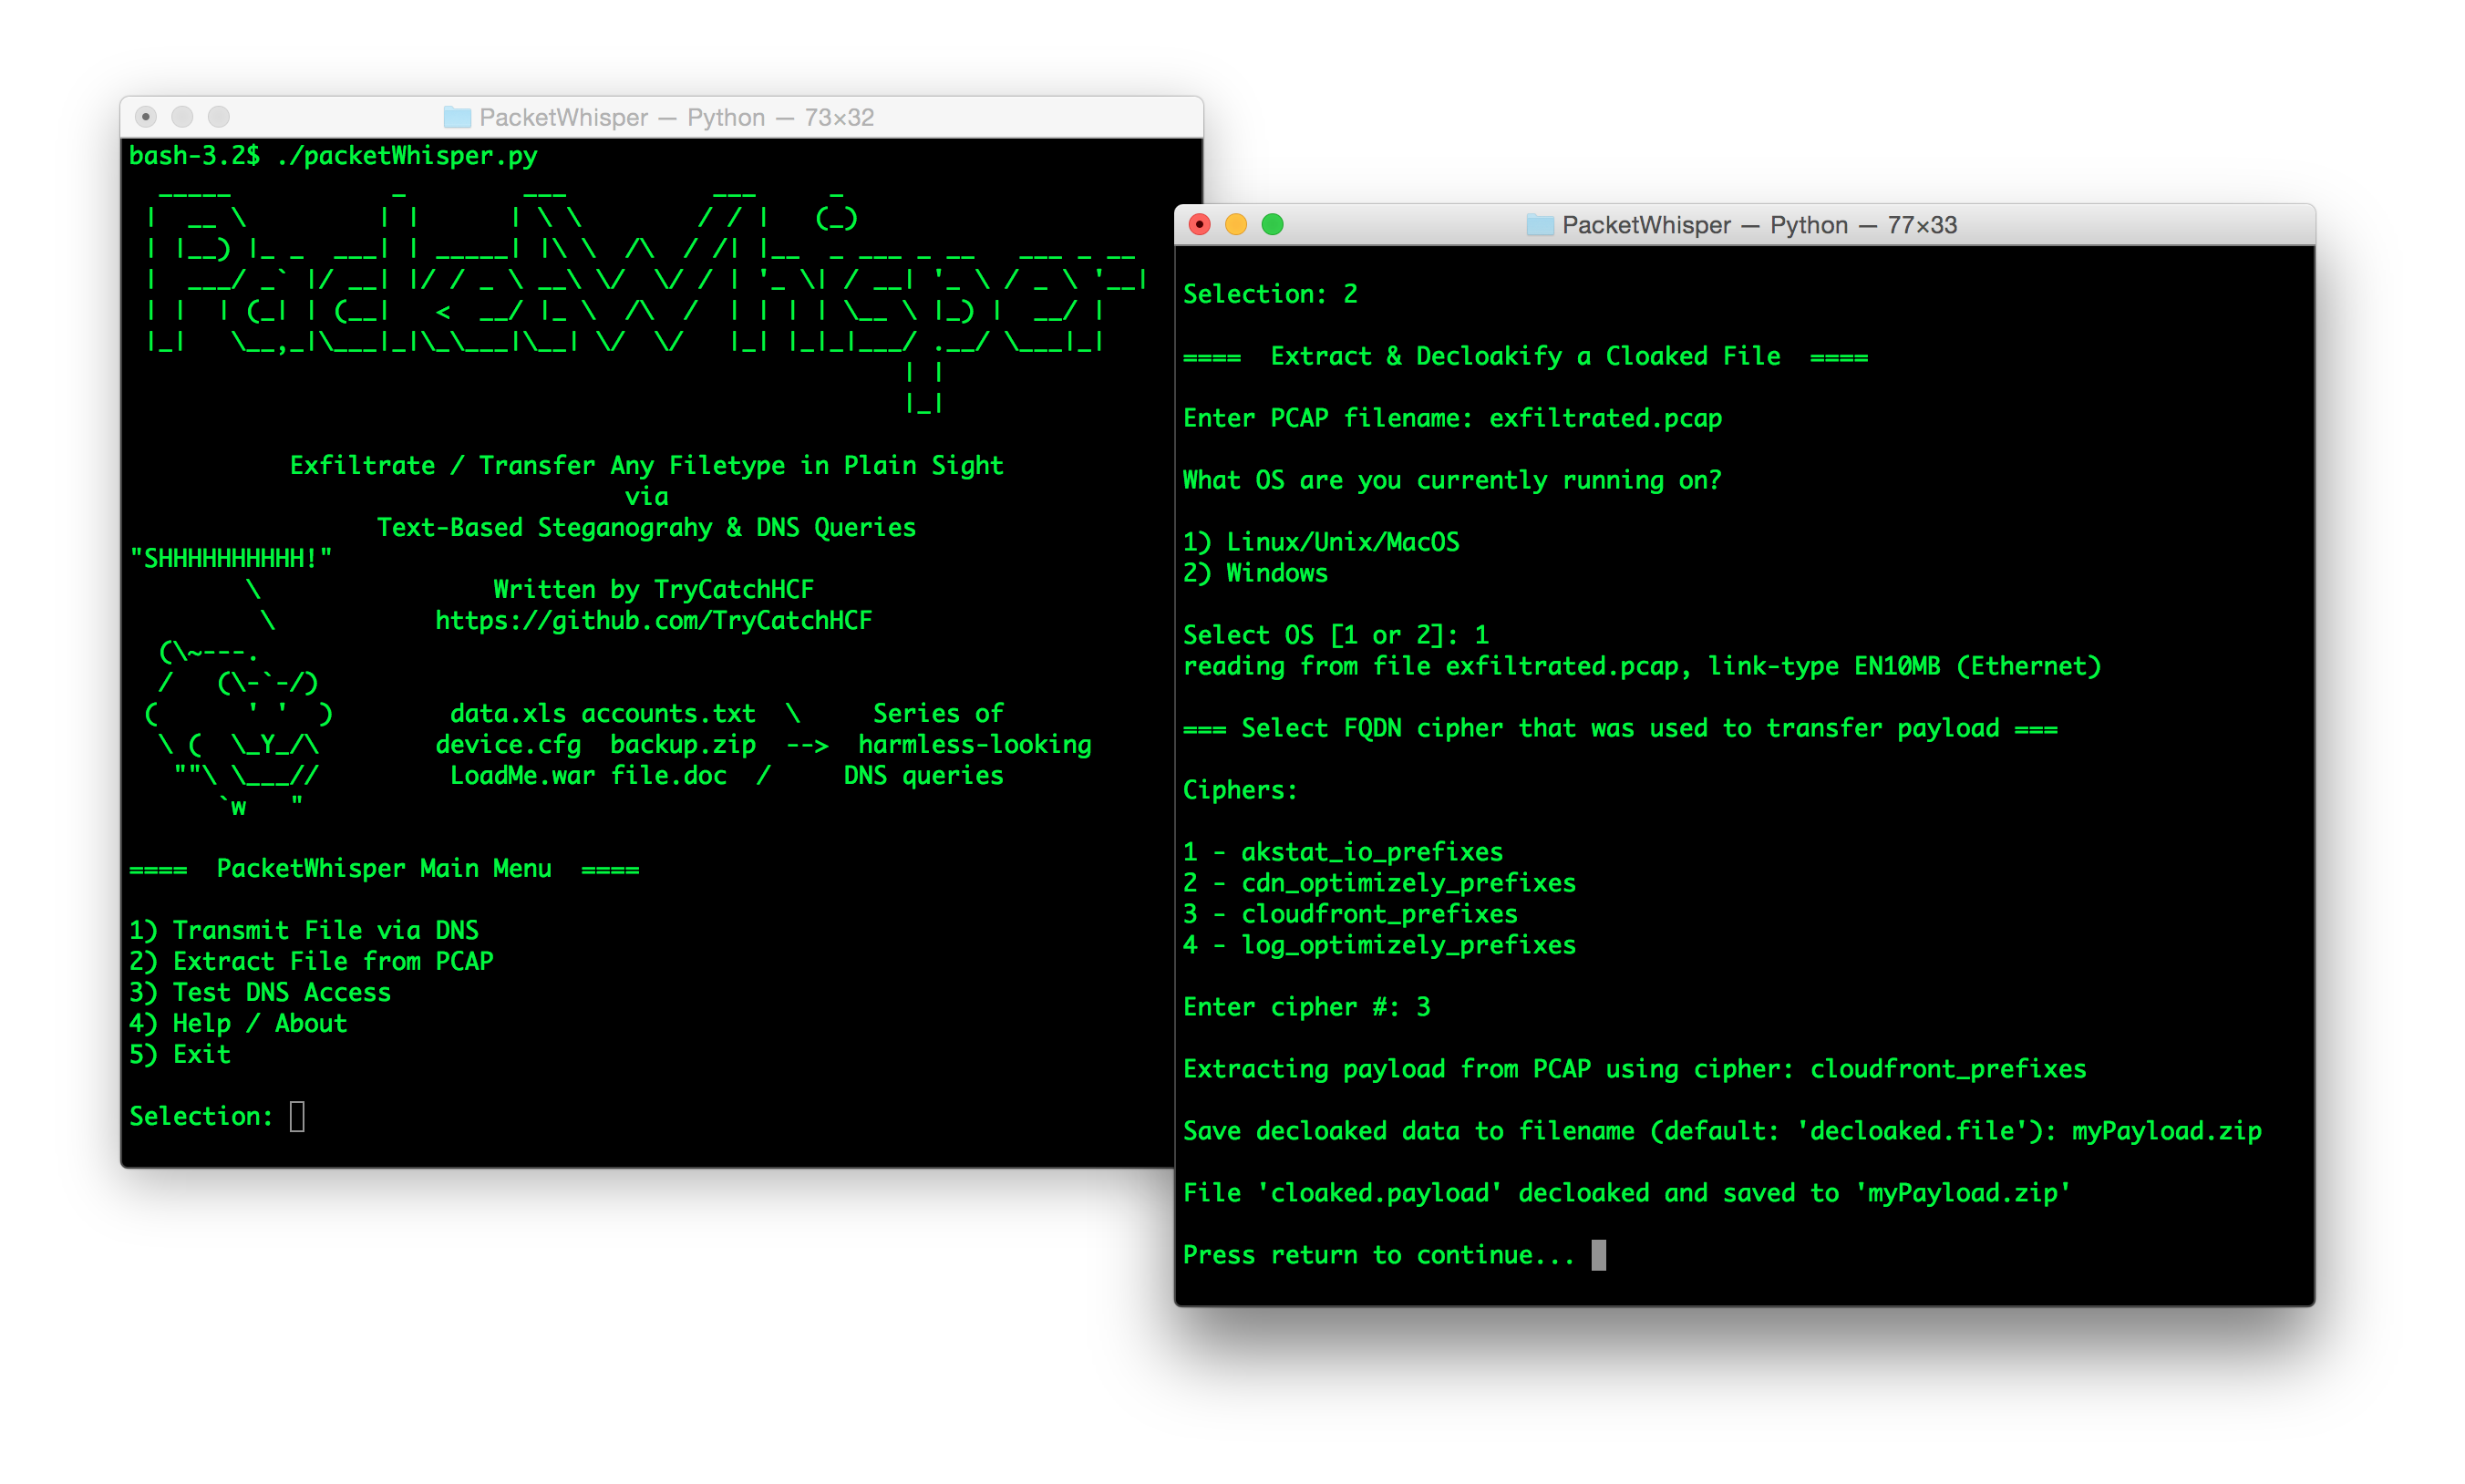 PacketWhisper — Python — 73×32
bash-3.2$ ./packetWhisper.py
PacketWhisper
Exfiltrate / Transfer Any Filetype in Plain Sight
via
Text-Based Steganograhy & DNS Queries
"SHHHHHHHHHH!"
Written by TryCatchHCF
https://github.com/TryCatchHCF
data.xls accounts.txt \ Series of
device.cfg backup.zip --> harmless-looking
LoadMe.war file.doc / DNS queries
==== PacketWhisper Main Menu ====
1) Transmit File via DNS
2) Extract File from PCAP
3) Test DNS Access
4) Help / About
5) Exit
Selection:
PacketWhisper — Python — 77×33
Selection: 2
==== Extract & Decloakify a Cloaked File ====
Enter PCAP filename: exfiltrated.pcap
What OS are you currently running on?
1) Linux/Unix/MacOS
2) Windows
Select OS [1 or 2]: 1
reading from file exfiltrated.pcap, link-type EN10MB (Ethernet)
=== Select FQDN cipher that was used to transfer payload ===
Ciphers:
1 - akstat_io_prefixes
2 - cdn_optimizely_prefixes
3 - cloudfront_prefixes
4 - log_optimizely_prefixes
Enter cipher #: 3
Extracting payload from PCAP using cipher: cloudfront_prefixes
Save decloaked data to filename (default: 'decloaked.file'): myPayload.zip
File 'cloaked.payload' decloaked and saved to 'myPayload.zip'
Press return to continue...